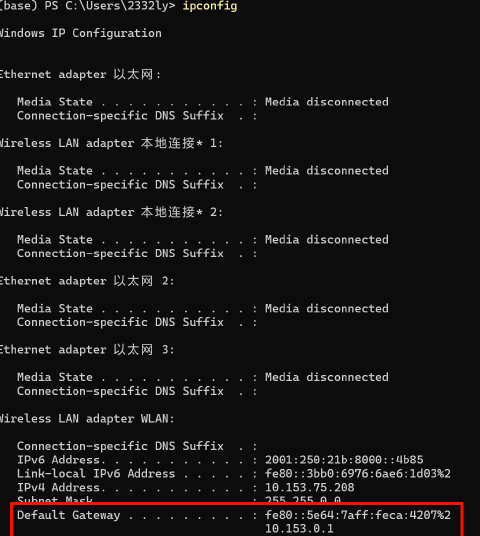 (base) PS C:\Users\2332ly> ipconfig
Windows IP Configuration
Ethernet adapter 以太网:
Media State . . . . . . . . . . . : Media disconnected
Connection-specific DNS Suffix  . :
Wireless LAN adapter 本地连接* 1:
Media State . . . . . . . . . . . : Media disconnected
Connection-specific DNS Suffix  . :
Wireless LAN adapter 本地连接* 2:
Media State . . . . . . . . . . . : Media disconnected
Connection-specific DNS Suffix  . :
Ethernet adapter 以太网 2:
Media State . . . . . . . . . . . : Media disconnected
Connection-specific DNS Suffix  . :
Ethernet adapter 以太网 3:
Media State . . . . . . . . . . . : Media disconnected
Connection-specific DNS Suffix  . :
Wireless LAN adapter WLAN:
Connection-specific DNS Suffix  . :
IPv6 Address. . . . . . . . . . . : 2001:250:21b:8000::4b85
Link-local IPv6 Address . . . . . : fe80::3bb0:6976:6ae6:1d03%2
IPv4 Address. . . . . . . . . . . : 10.153.75.208
Subnet Mask . . . . . . . . . . . : 255.255.0.0
Default Gateway . . . . . . . . . : fe80::5e64:7aff:feca:4207%2
10.153.0.1